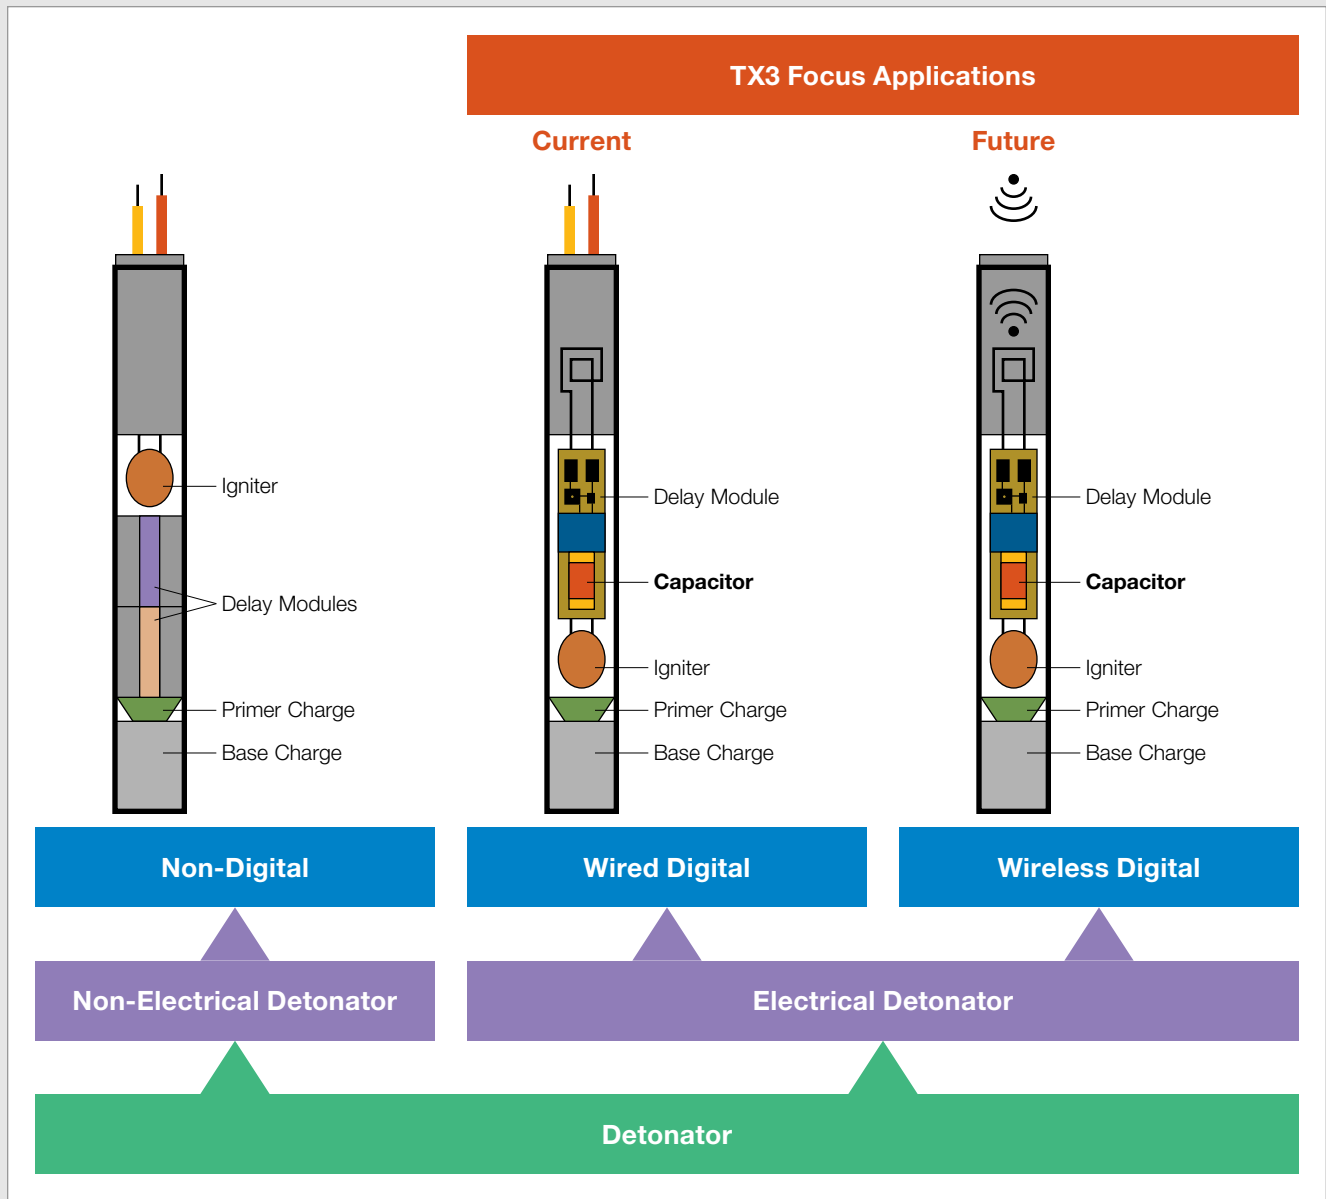 TX3 Focus Applications
Current
Future
Igniter
Delay Modules
Primer Charge
Base Charge
Delay Module
Capacitor
Igniter
Primer Charge
Base Charge
Delay Module
Capacitor
Igniter
Primer Charge
Base Charge
Non-Digital
Wired Digital
Wireless Digital
Non-Electrical Detonator
Electrical Detonator
Detonator